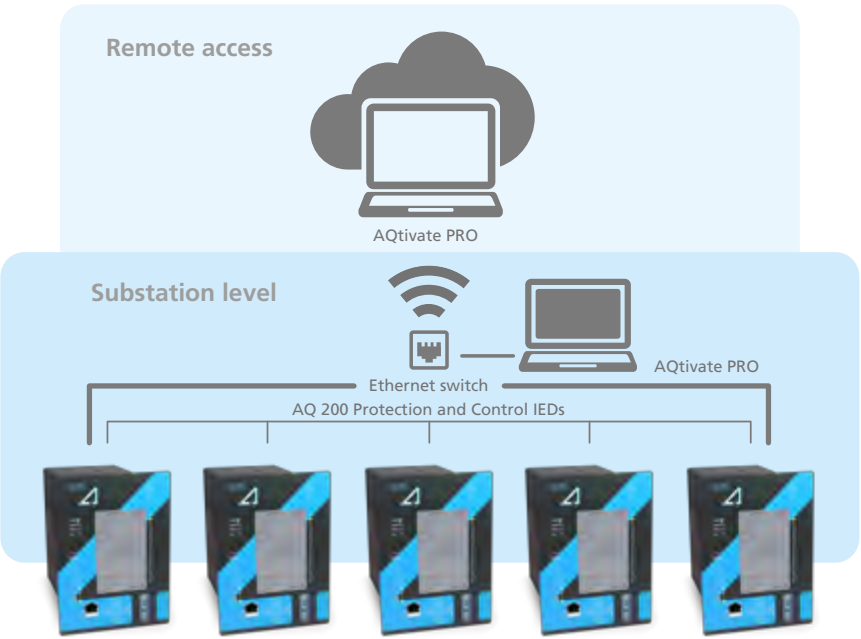 Remote access
AQtivate PRO
Substation level
AQtivate PRO
Ethernet switch
AQ 200 Protection and Control IEDs